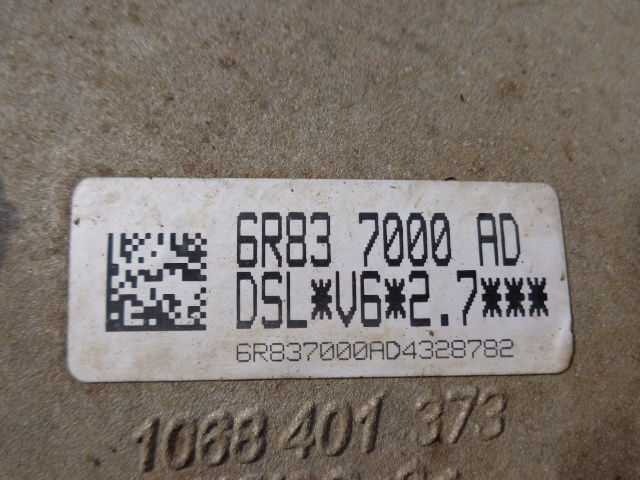 6R83 7000 AD
DSL*V6*2.7***
6R837000AD4328782
1068 401 373